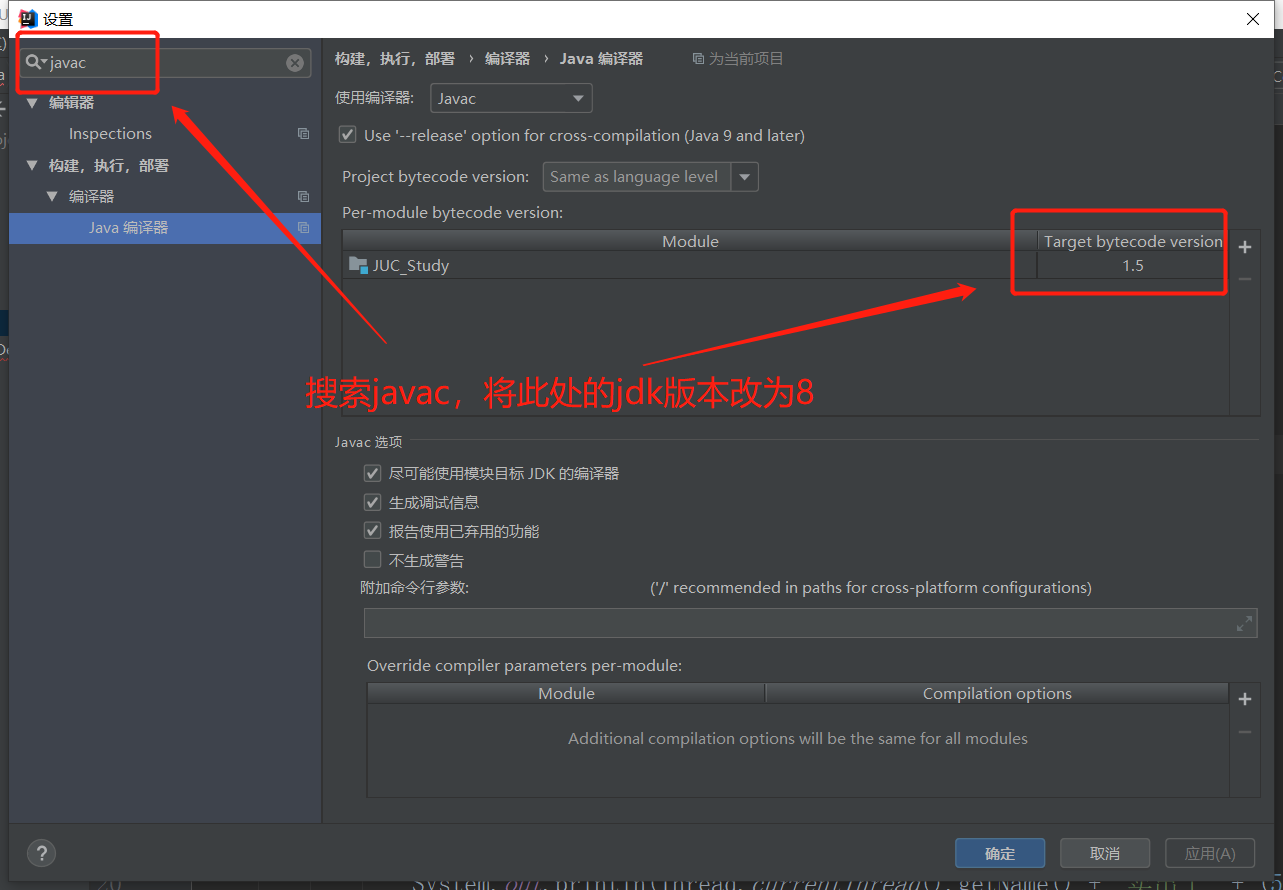 设置
javac
编辑器
Inspections
构建，执行，部署
编译器
Java 编译器
构建，执行，部署 › 编译器 › Java 编译器 为当前项目
使用编译器: Javac
Use '--release' option for cross-compilation (Java 9 and later)
Project bytecode version: Same as language level
Per-module bytecode version:
Module Target bytecode version
JUC_Study 1.5
搜索javac，将此处的jdk版本改为8
Javac 选项
尽可能使用模块目标 JDK 的编译器
生成调试信息
报告使用已弃用的功能
不生成警告
附加命令行参数: ('/' recommended in paths for cross-platform configurations)
Override compiler parameters per-module:
Module Compilation options
Additional compilation options will be the same for all modules
? 确定 取消 应用(A)